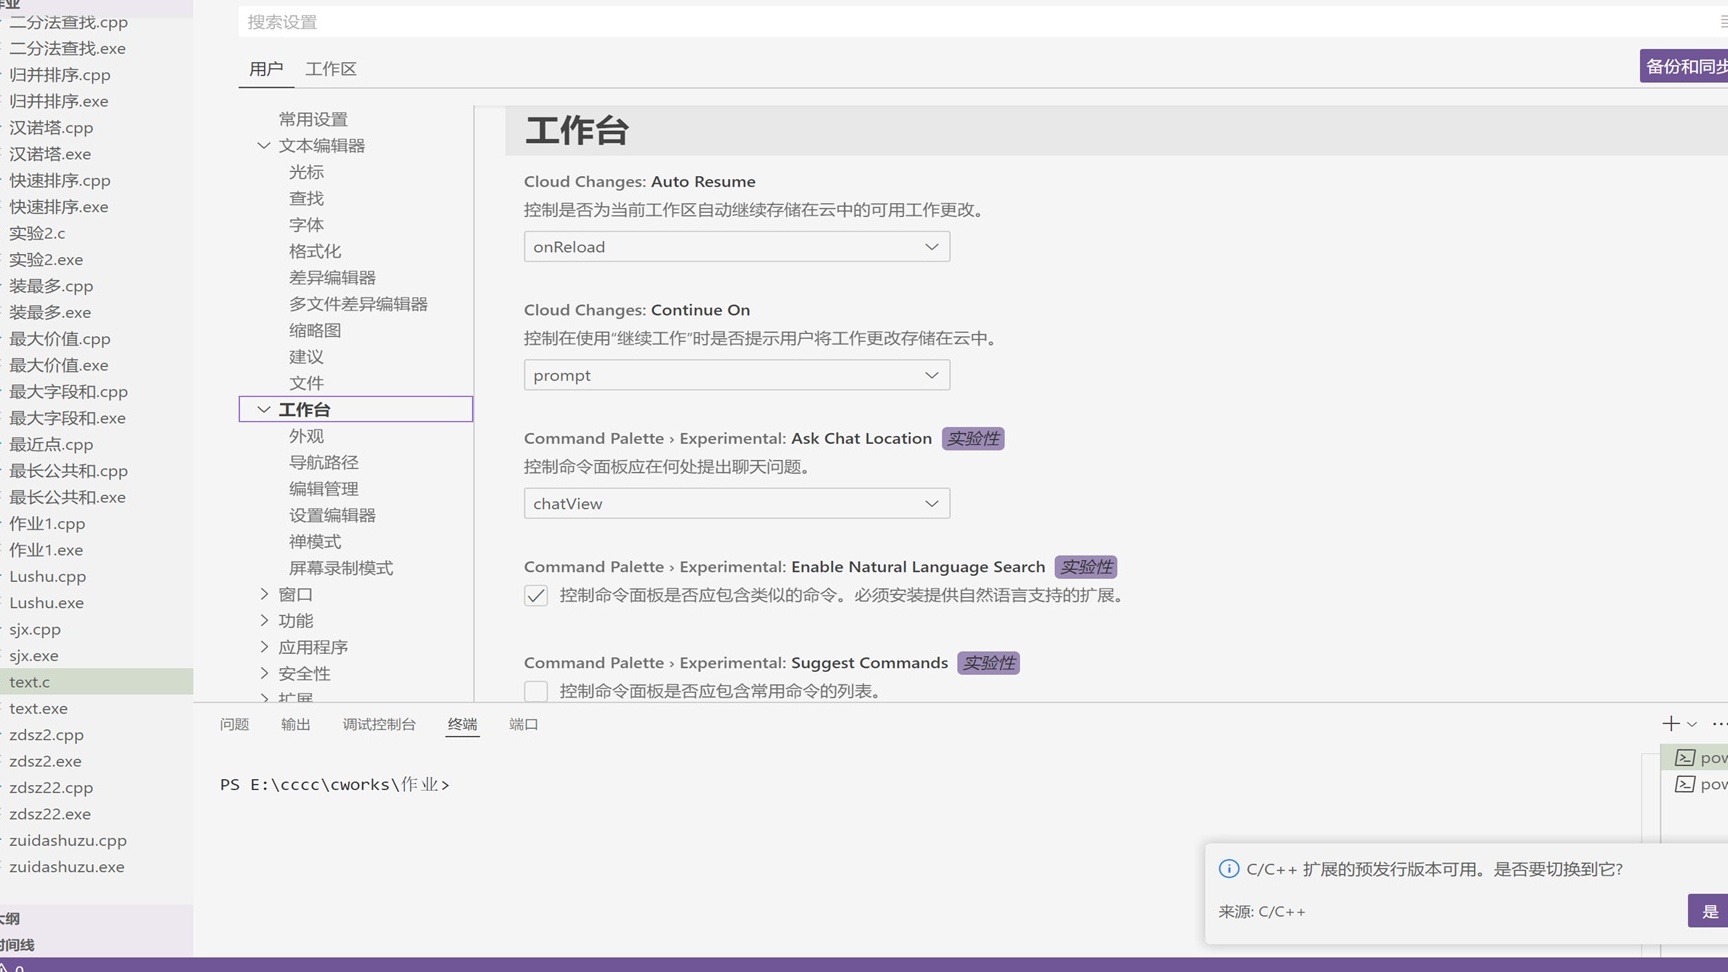 作业
二分法查找.cpp
二分法查找.exe
归并排序.cpp
归并排序.exe
汉诺塔.cpp
汉诺塔.exe
快速排序.cpp
快速排序.exe
实验2.c
实验2.exe
装最多.cpp
装最多.exe
最大价值.cpp
最大价值.exe
最大字段和.cpp
最大字段和.exe
最近点.cpp
最长公共和.cpp
最长公共和.exe
作业1.cpp
作业1.exe
Lushu.cpp
Lushu.exe
sjx.cpp
sjx.exe
text.c
text.exe
zdsz2.cpp
zdsz2.exe
zdsz22.cpp
zdsz22.exe
zuidashuzu.cpp
zuidashuzu.exe
大纲
时间线
0
搜索设置
用户 工作区
备份和同步
常用设置
文本编辑器
光标
查找
字体
格式化
差异编辑器
多文件差异编辑器
缩略图
建议
文件
工作台
外观
导航路径
编辑管理
设置编辑器
禅模式
屏幕录制模式
窗口
功能
应用程序
安全性
扩展
工作台
Cloud Changes: Auto Resume
控制是否为当前工作区自动继续存储在云中的可用工作更改。
onReload
Cloud Changes: Continue On
控制在使用“继续工作”时是否提示用户将工作更改存储在云中。
prompt
Command Palette › Experimental: Ask Chat Location 实验性
控制命令面板应在何处提出聊天问题。
chatView
Command Palette › Experimental: Enable Natural Language Search 实验性
控制命令面板是否应包含类似的命令。必须安装提供自然语言支持的扩展。
Command Palette › Experimental: Suggest Commands 实验性
控制命令面板是否应包含常用命令的列表。
问题 输出 调试控制台 终端 端口
PS E:\cccc\cworks\作业>
pow
pow
C/C++ 扩展的预发行版本可用。是否要切换到它?
来源: C/C++
是